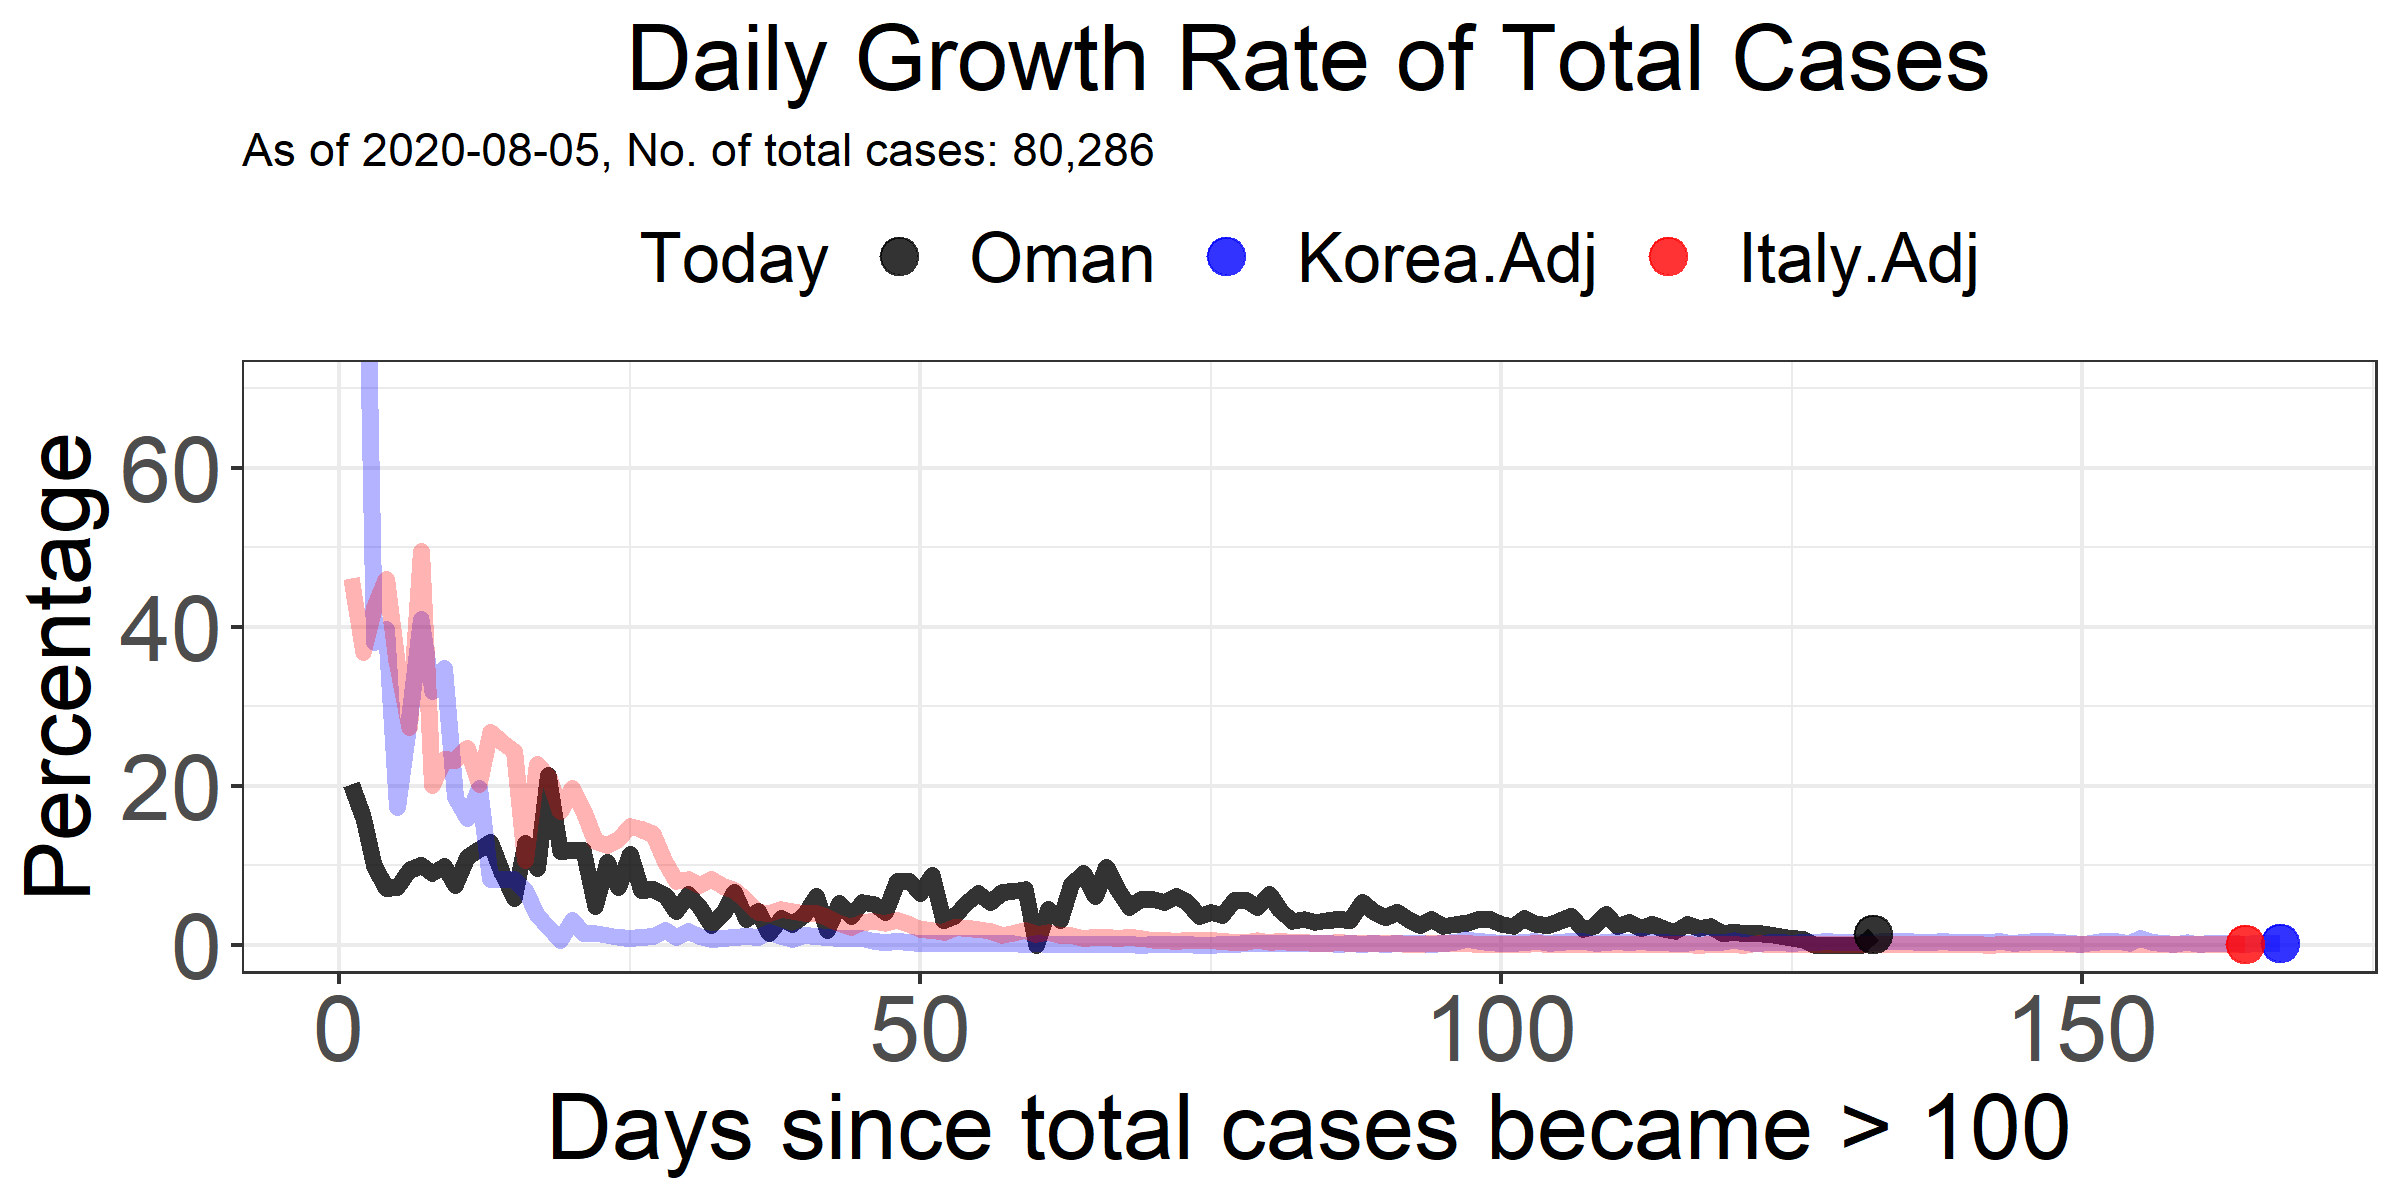 Daily Growth Rate of Total Cases
As of 2020-08-05, No. of total cases: 80,286
Today Oman Korea.Adj Italy.Adj
Percentage
60
40
20
0
0 50 100 150
Days since total cases became > 100